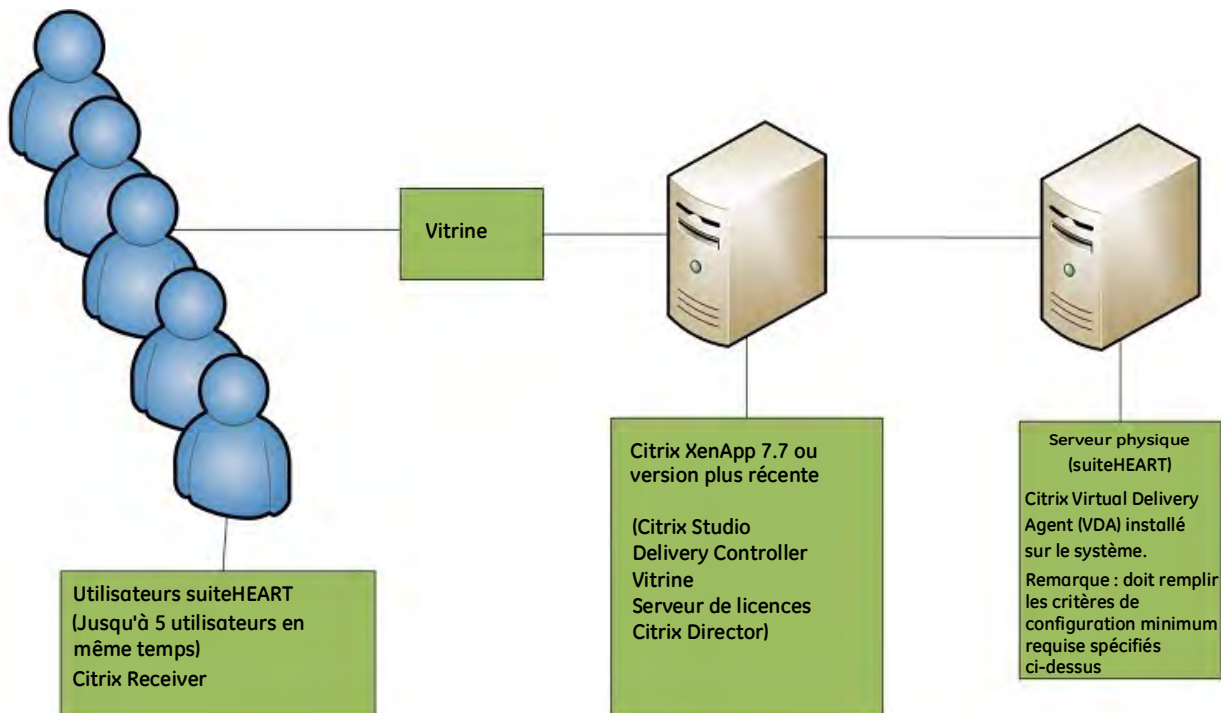 Vitrine
Utilisateurs suiteHEART
(Jusqu'à 5 utilisateurs en
même temps)
Citrix Receiver
Citrix XenApp 7.7 ou
version plus récente
(Citrix Studio
Delivery Controller
Vitrine
Serveur de licences
Citrix Director)
Serveur physique
(suiteHEART)
Citrix Virtual Delivery
Agent (VDA) installé
sur le système.
Remarque : doit remplir
les critères de
configuration minimum
requise spécifiés
ci-dessus